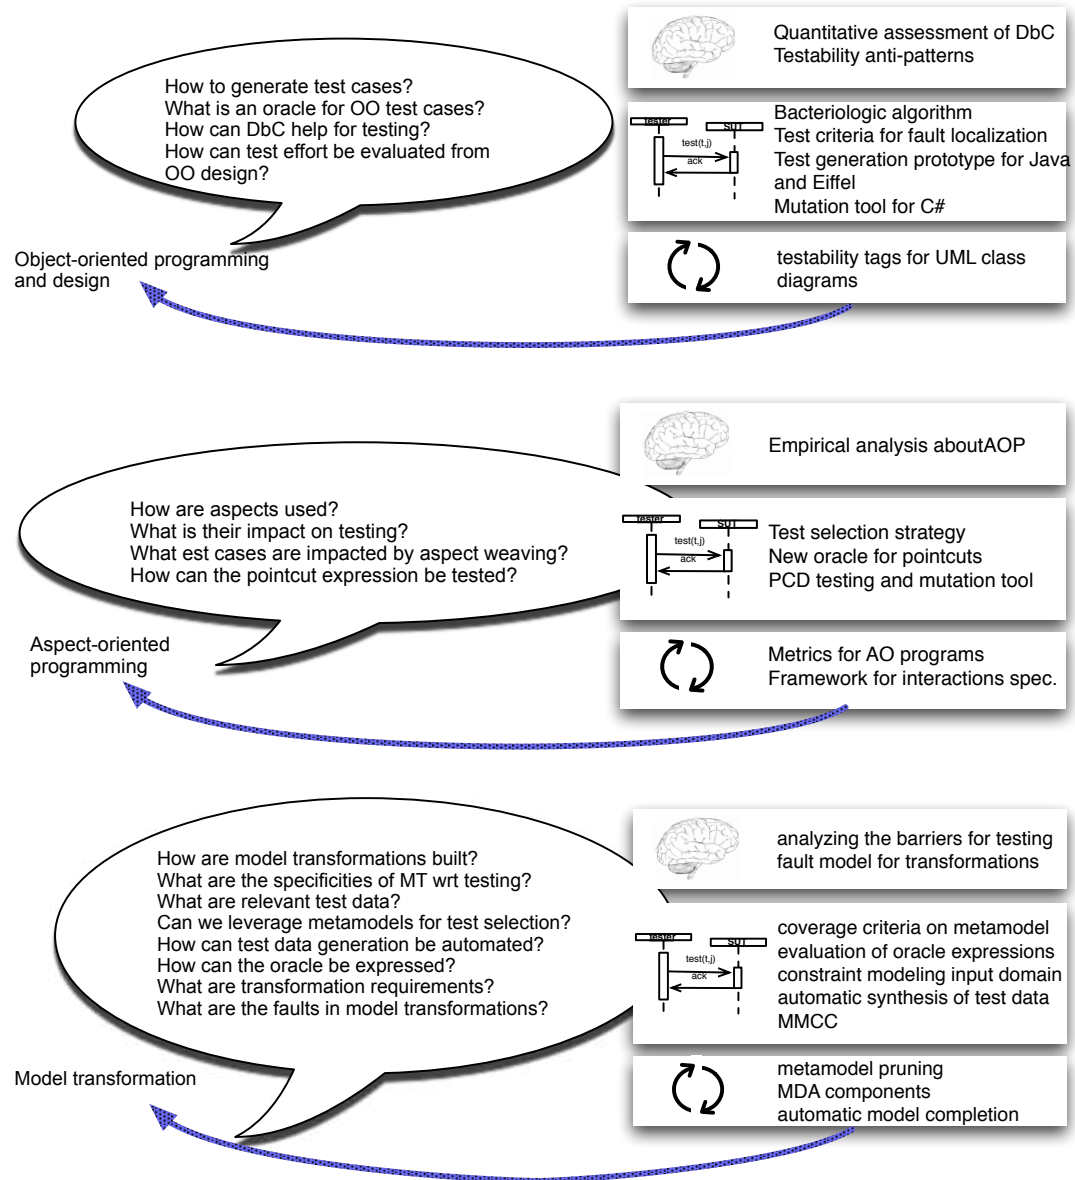 Quantitative assessment of DbC
Testability anti-patterns
How to generate test cases?
What is an oracle for OO test cases?
How can DbC help for testing?
How can test effort be evaluated from
OO design?
tester
SUT
test(t,j)
ack
Bacteriologic algorithm
Test criteria for fault localization
Test generation prototype for Java
and Eiffel
Mutation tool for C#
Object-oriented programming
and design
testability tags for UML class
diagrams
Empirical analysis aboutAOP
How are aspects used?
What is their impact on testing?
What est cases are impacted by aspect weaving?
How can the pointcut expression be tested?
tester
SUT
test(t,j)
ack
Test selection strategy
New oracle for pointcuts
PCD testing and mutation tool
Aspect-oriented
programming
Metrics for AO programs
Framework for interactions spec.
analyzing the barriers for testing
fault model for transformations
How are model transformations built?
What are the specificities of MT wrt testing?
What are relevant test data?
Can we leverage metamodels for test selection?
How can test data generation be automated?
How can the oracle be expressed?
What are transformation requirements?
What are the faults in model transformations?
tester
SUT
test(t,j)
ack
coverage criteria on metamodel
evaluation of oracle expressions
constraint modeling input domain
automatic synthesis of test data
MMCC
Model transformation
metamodel pruning
MDA components
automatic model completion